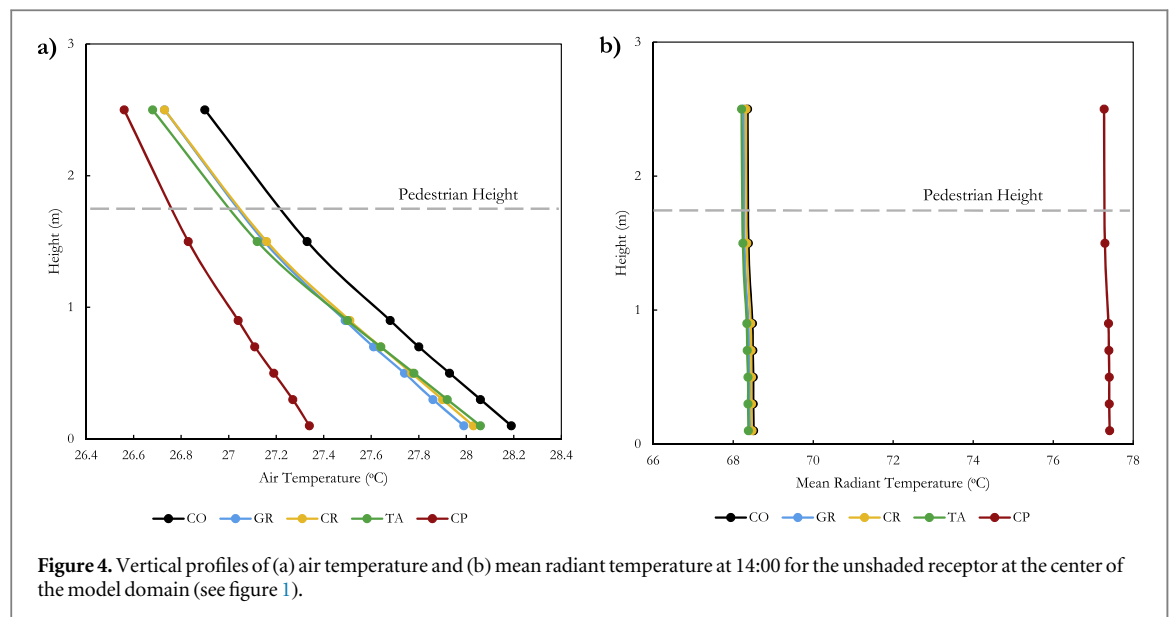 a)
3
2
1
0
Height (m)
Pedestrian Height
26.4 26.6 26.8 27 27.2 27.4 27.6 27.8 28 28.2 28.4
Air Temperature (ºC)
CO GR CR TA CP
b)
3
2
1
0
Height (m)
Pedestrian Height
66 68 70 72 74 76 78
Mean Radiant Temperature (ºC)
CO GR CR TA CP
Figure 4. Vertical profiles of (a) air temperature and (b) mean radiant temperature at 14:00 for the unshaded receptor at the center of
the model domain (see figure 1).